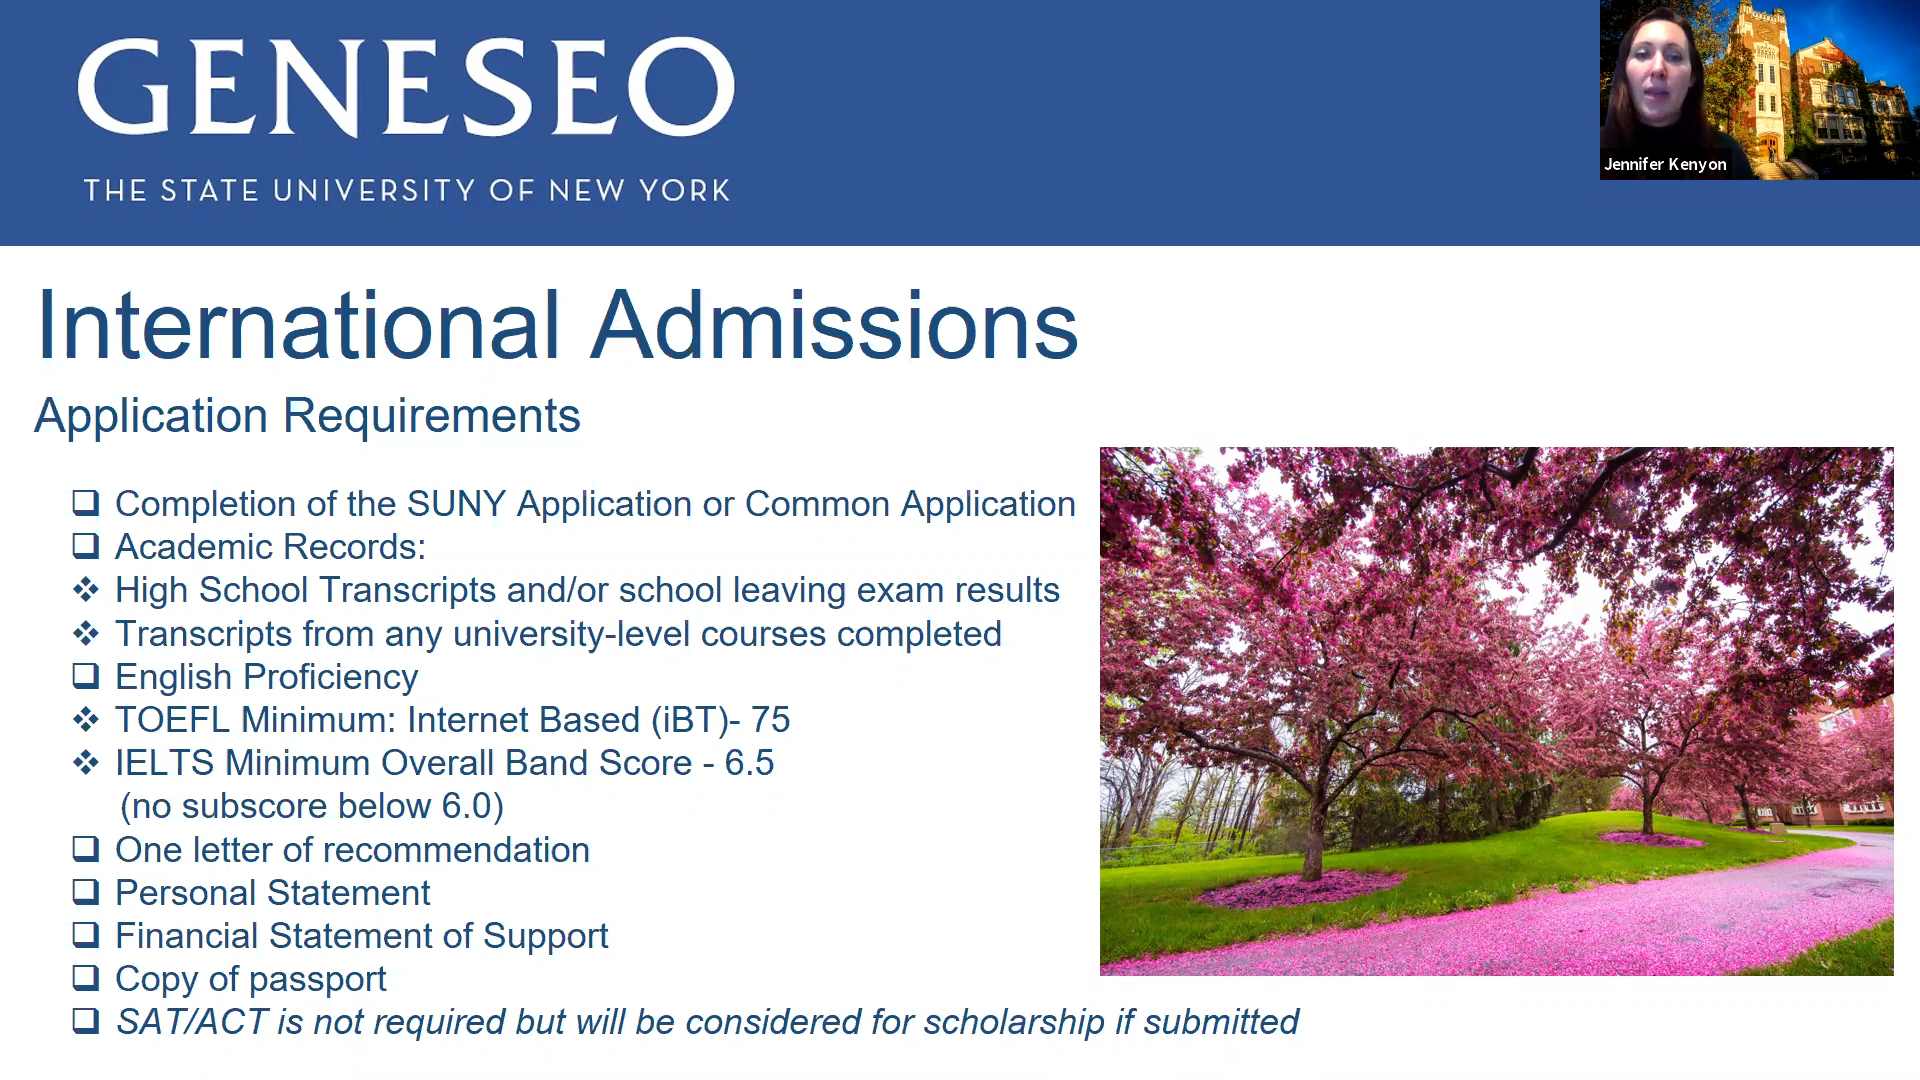 GENESEO
THE STATE UNIVERSITY OF NEW YORK
Jennifer Kenyon
International Admissions
Application Requirements
Completion of the SUNY Application or Common Application
Academic Records:
High School Transcripts and/or school leaving exam results
Transcripts from any university-level courses completed
English Proficiency
TOEFL Minimum: Internet Based (iBT)- 75
IELTS Minimum Overall Band Score - 6.5
(no subscore below 6.0)
One letter of recommendation
Personal Statement
Financial Statement of Support
Copy of passport
SAT/ACT is not required but will be considered for scholarship if submitted